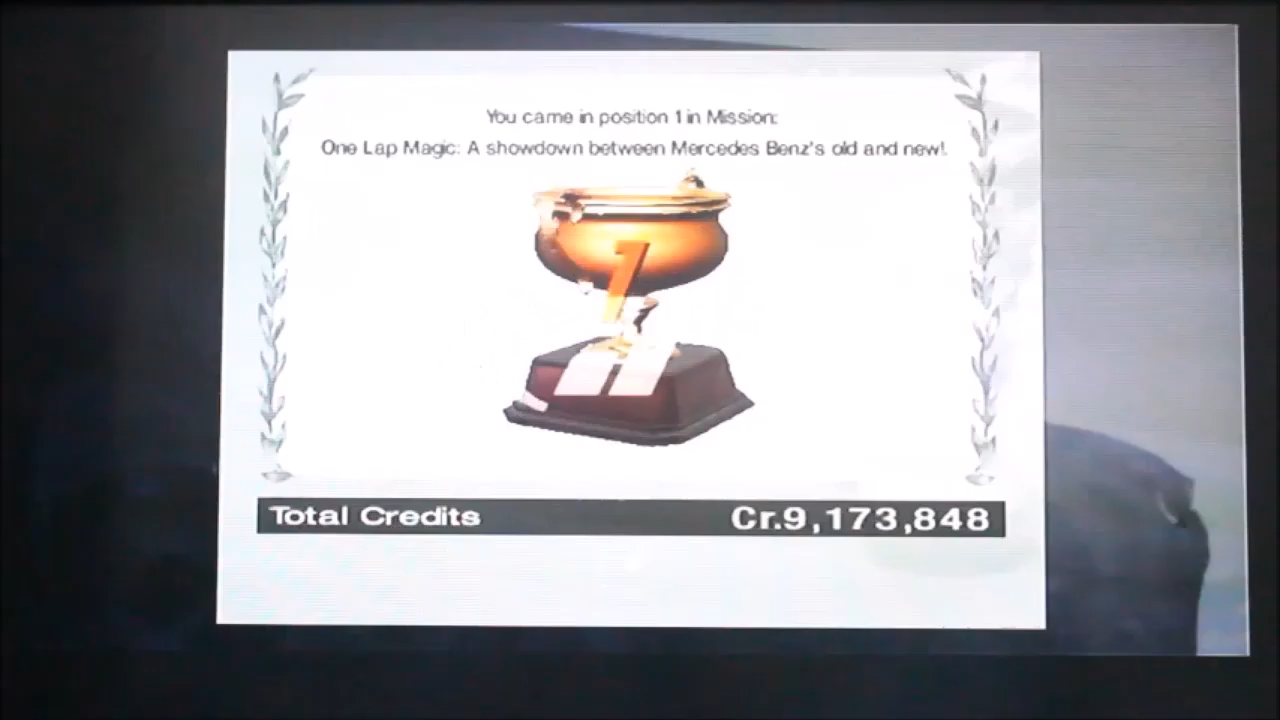 You came in position 1 in Mission:
One Lap Magic: A showdown between Mercedes Benz's old and new!.
1
Total Credits Cr.9,173,848